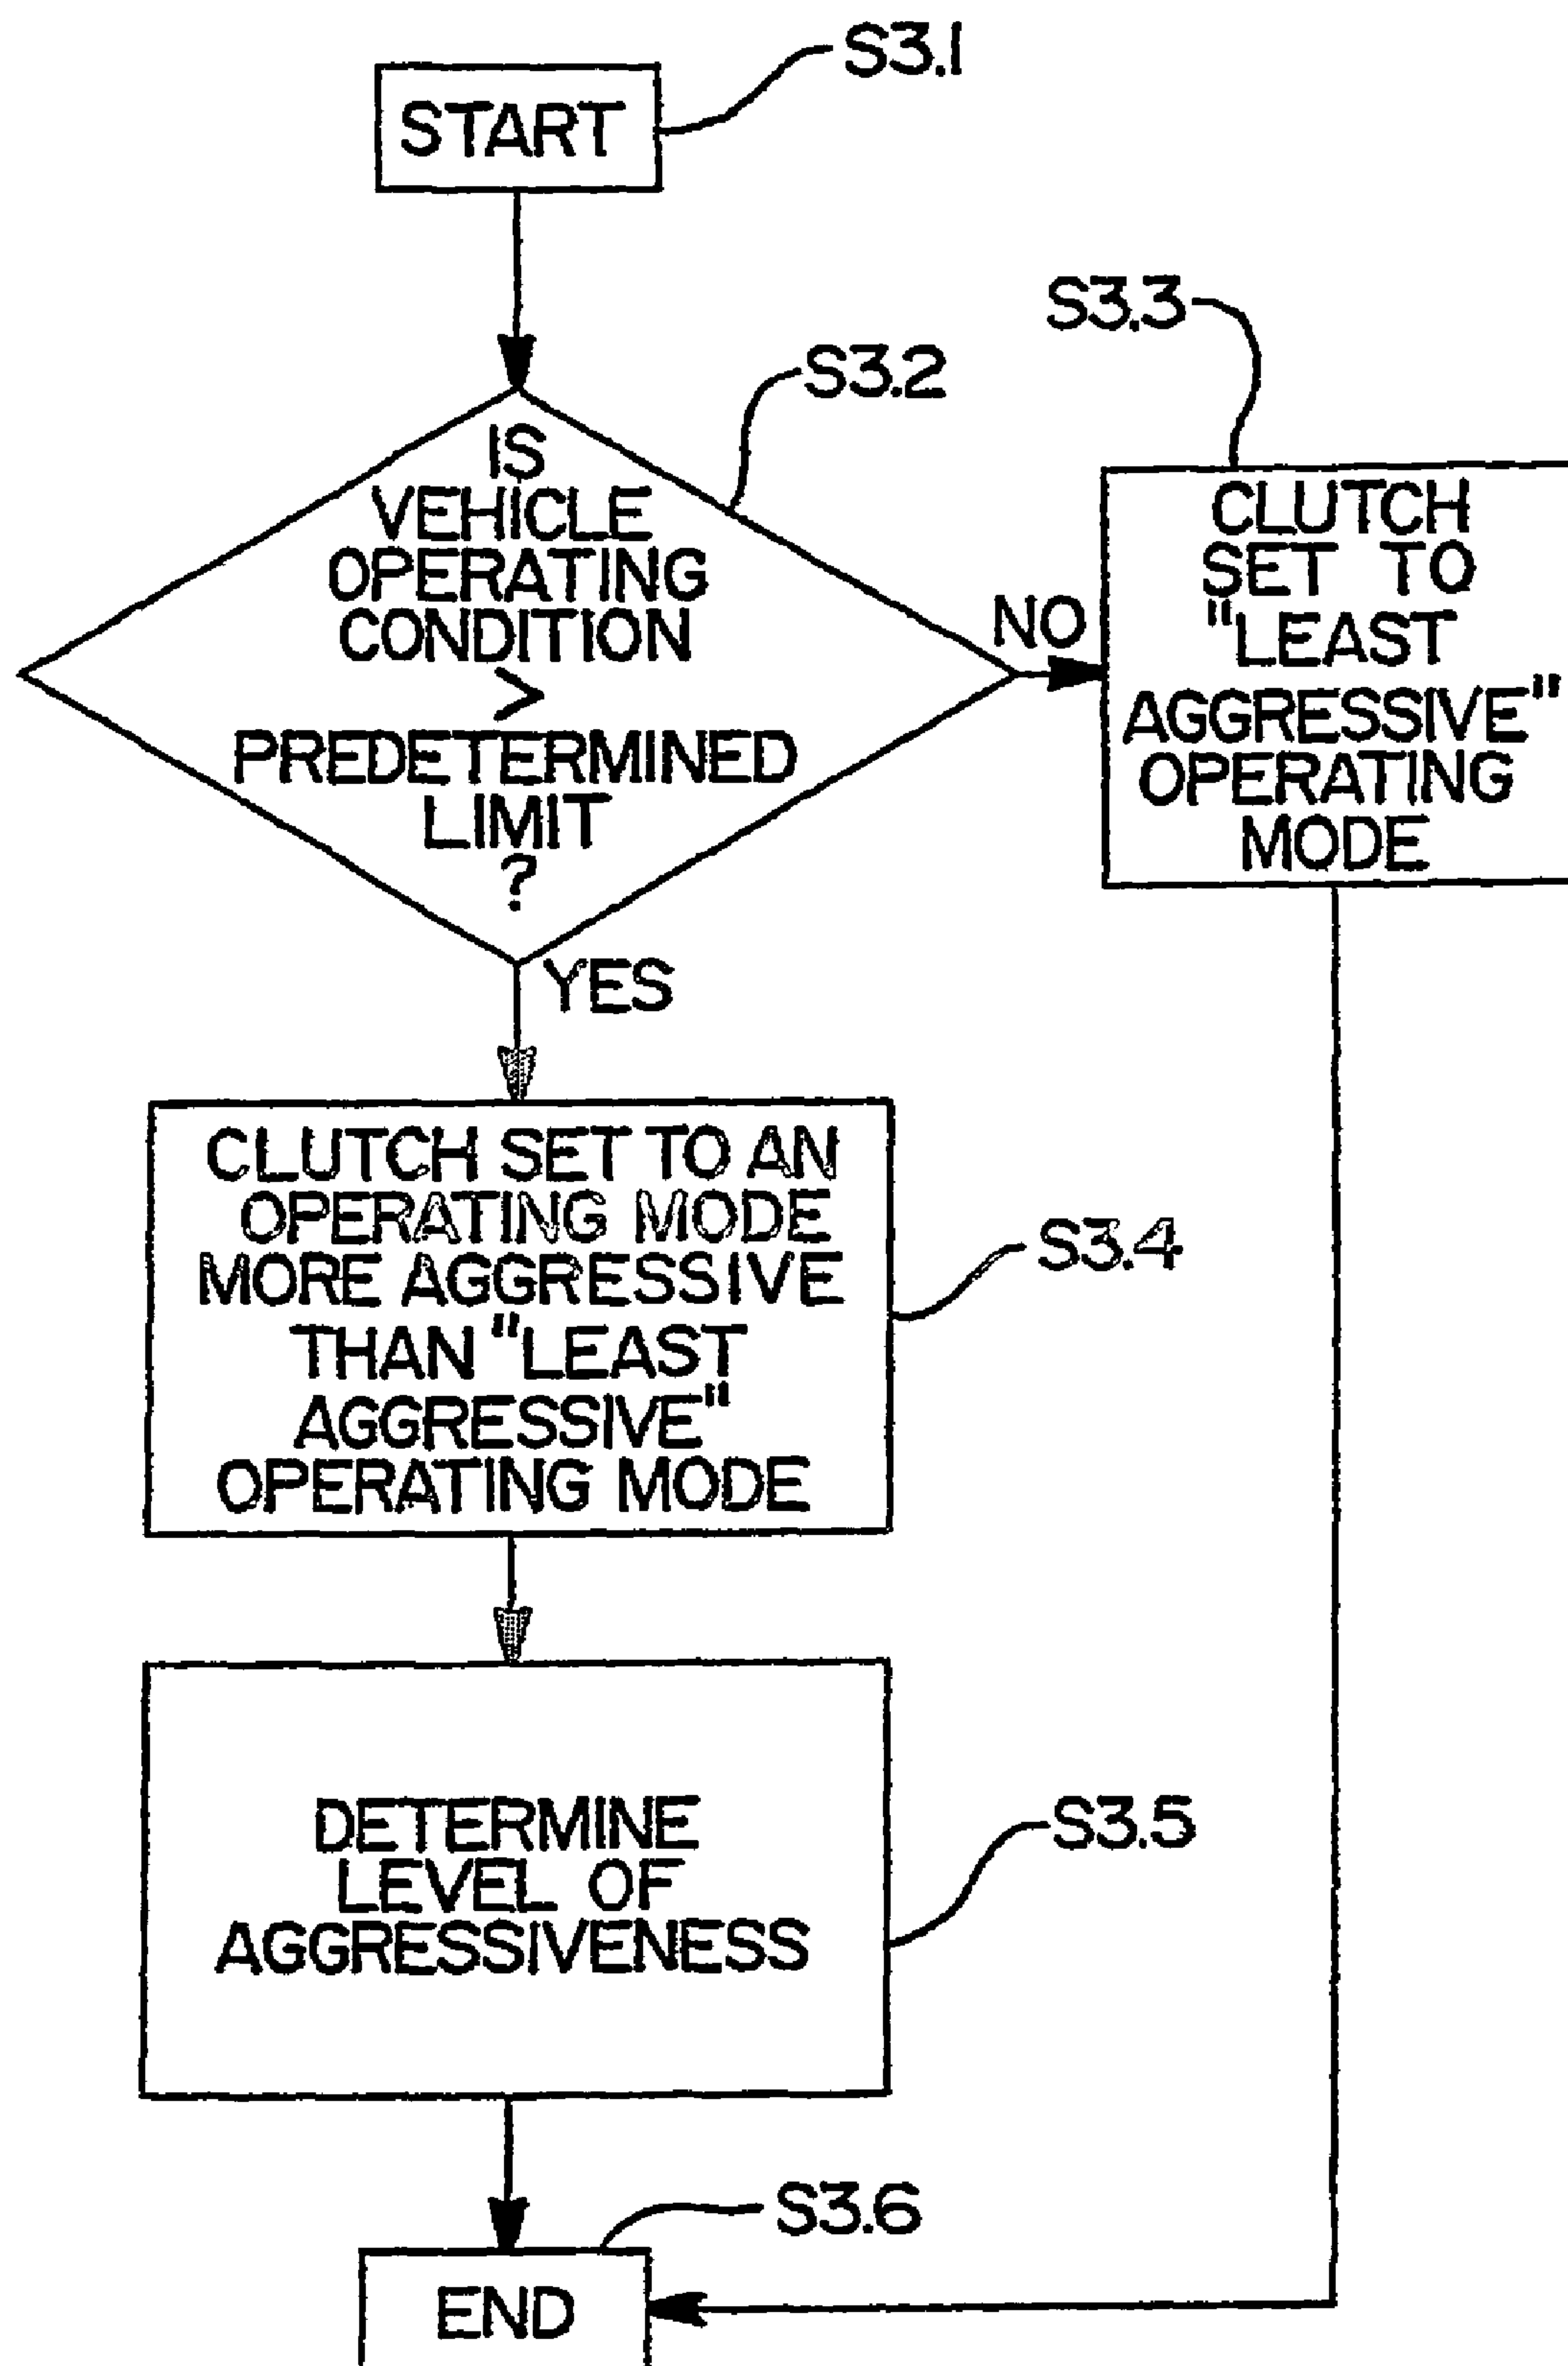 S3.1
START
S3.2
IS
VEHICLE
OPERATING
CONDITION
>
PREDETERMINED
LIMIT
?
NO
S3.3
CLUTCH
SET TO
"LEAST
AGGRESSIVE"
OPERATING
MODE
YES
CLUTCH SET TO AN
OPERATING MODE
MORE AGGRESSIVE
THAN "LEAST
AGGRESSIVE"
OPERATING MODE
S3.4
DETERMINE
LEVEL OF
AGGRESSIVENESS
S3.5
S3.6
END